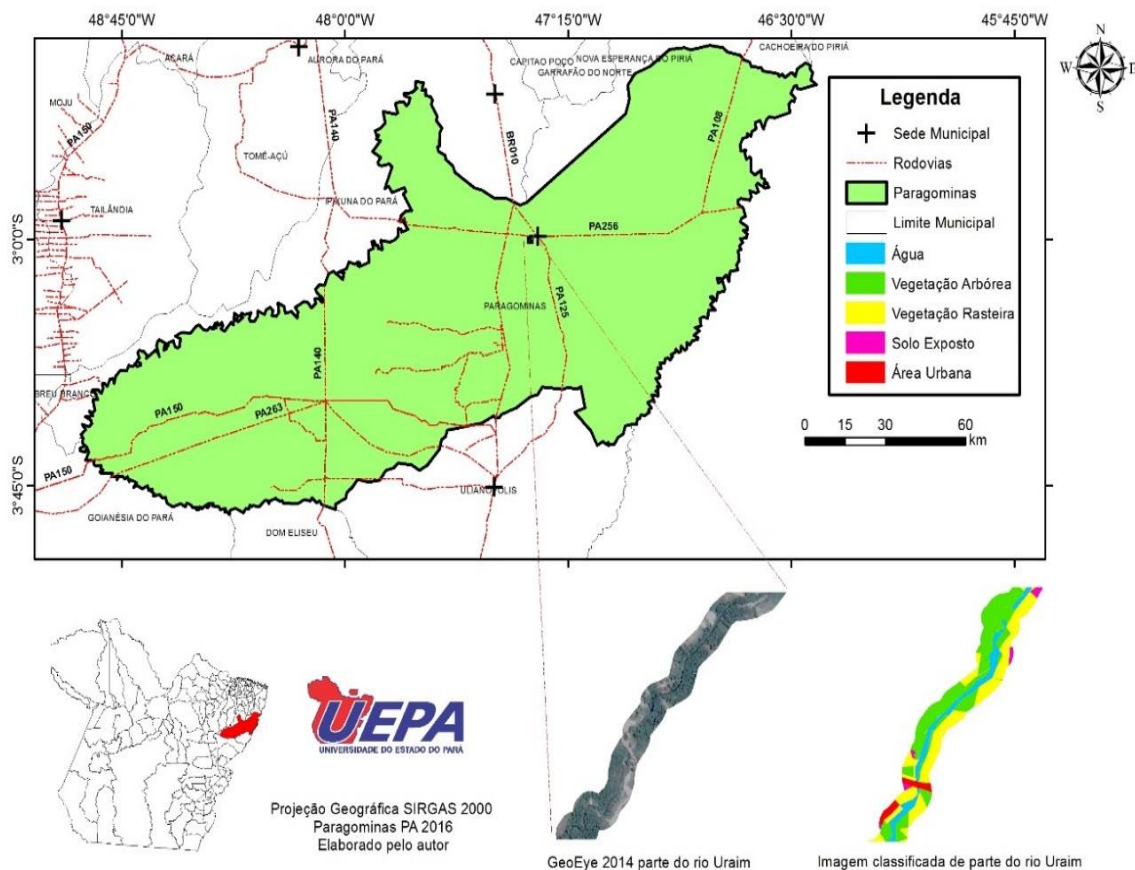 48°45'0"W
48°0'0"W
47°15'0"W
46°30'0"W
45°45'0"W
3°0'0"S
3°45'0"S
N
W
S
ACARÁ
AURORA DO PARÁ
CAPITAO POÇO
NOVA ESPERANÇA DO PIRIÁ
GARRAFÃO DO NORTE
CACHOEIRA DO PIRIÁ
MOJU
PA150
PA140
BR010
PA108
TOMÉ-AÇÚ
TAILÂNDIA
IPIXUNA DO PARÁ
PA256
PARAGOMINAS
PA125
PA140
BREU BRANCO
PA150
PA263
PA150
ULIANÓPOLIS
GOIANÉSIA DO PARÁ
DOM ELISEU
Legenda
Sede Municipal
Rodovias
Paragominas
Limite Municipal
Água
Vegetação Arbórea
Vegetação Rasteira
Solo Exposto
Área Urbana
0 15 30 60
km
UEPA
UNIVERSIDADE DO ESTADO DO PARÁ
Projeção Geográfica SIRGAS 2000
Paragominas PA 2016
Elaborado pelo autor
GeoEye 2014 parte do rio Uraim
Imagem classificada de parte do rio Uraim